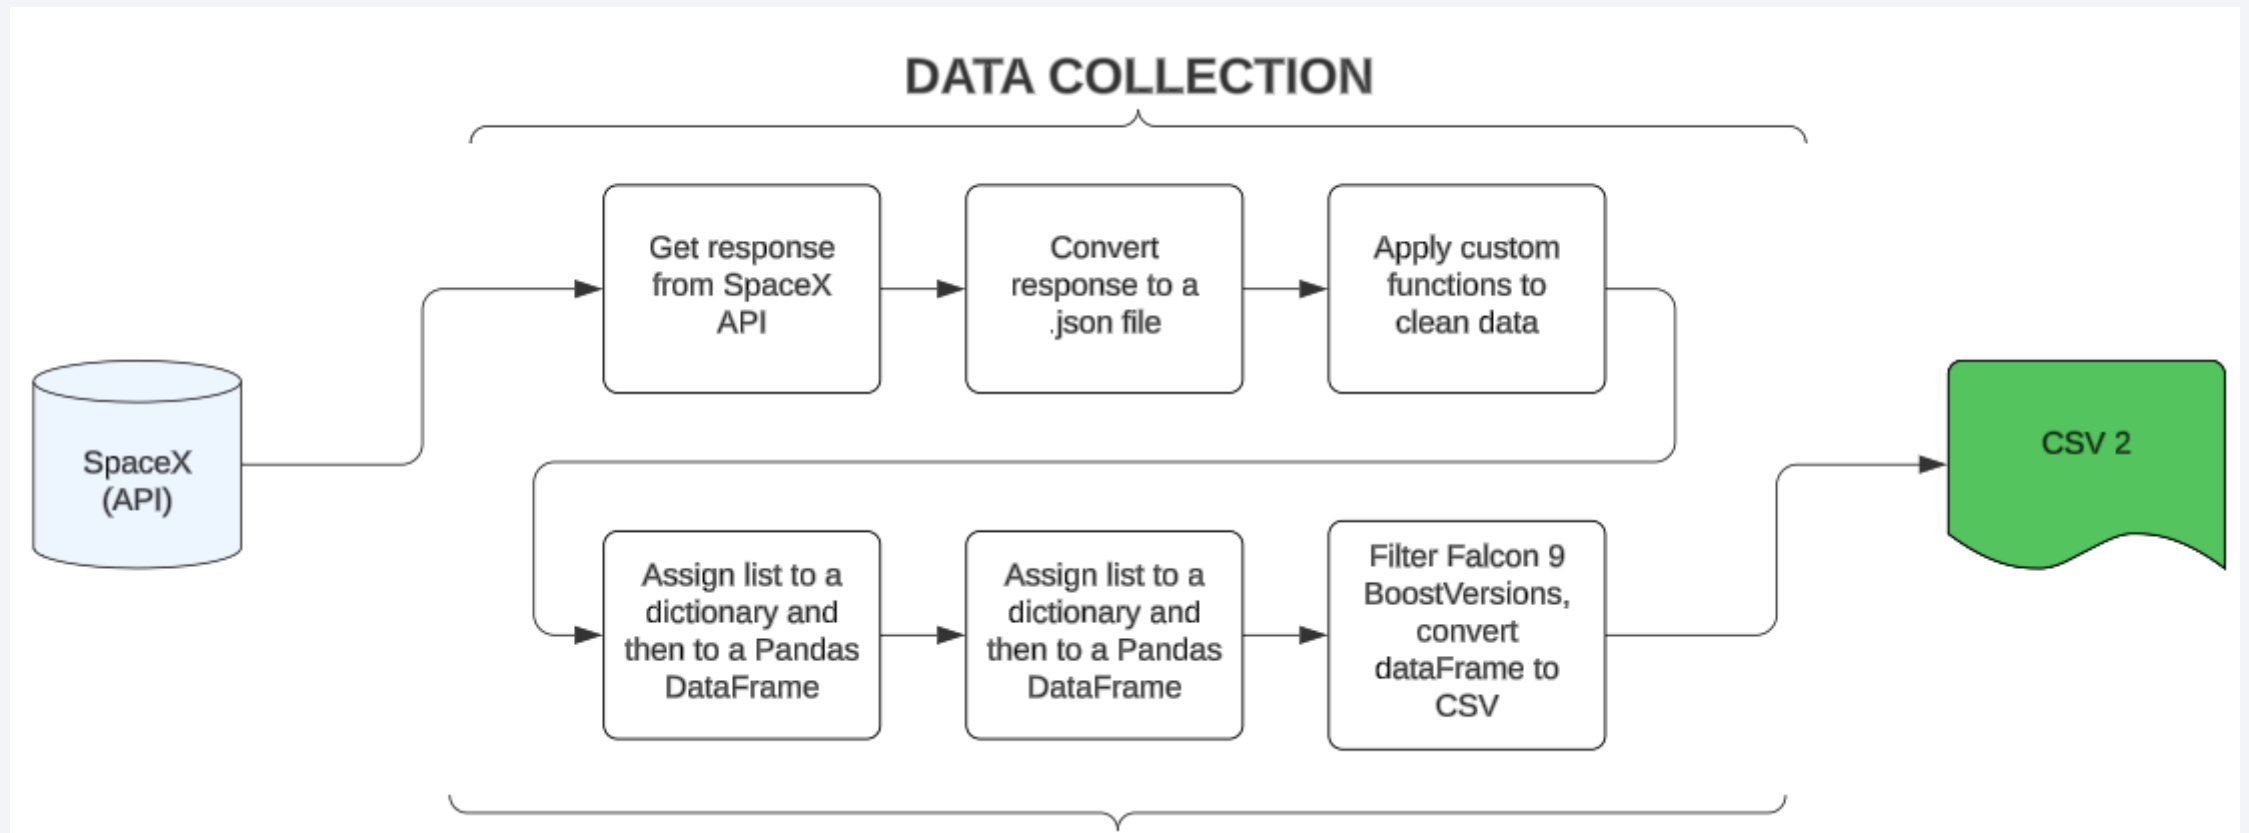 DATA COLLECTION
Get response
from SpaceX
API
Convert
response to a
.json file
Apply custom
functions to
clean data
SpaceX
(API)
CSV 2
Assign list to a
dictionary and
then to a Pandas
DataFrame
Assign list to a
dictionary and
then to a Pandas
DataFrame
Filter Falcon 9
BoostVersions,
convert
dataFrame to
CSV